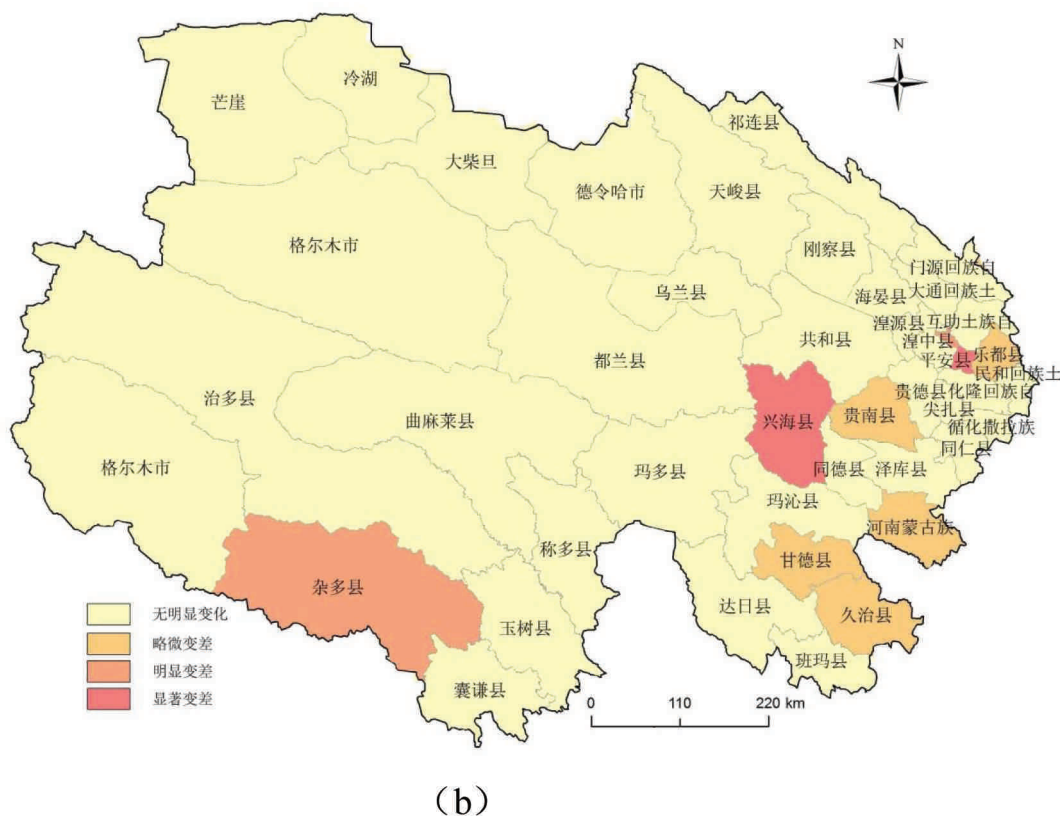 N
冷湖
芒崖
祁连县
大柴旦
德令哈市
天峻县
格尔木市
刚察县
门源回族自
乌兰县
海晏县
大通回族土
湟源县
互助土族自
共和县
湟中县
都兰县
平安县
乐都县
民和回族土
治多县
贵德县
化隆回族自
曲麻莱县
兴海县
贵南县
尖扎县
循化撒拉族
同仁县
格尔木市
玛多县
同德县
泽库县
玛沁县
河南蒙古族
称多县
甘德县
杂多县
达日县
久治县
玉树县
班玛县
囊谦县
无明显变化
略微变差
明显变差
显著变差
0 110 220 km
（b）